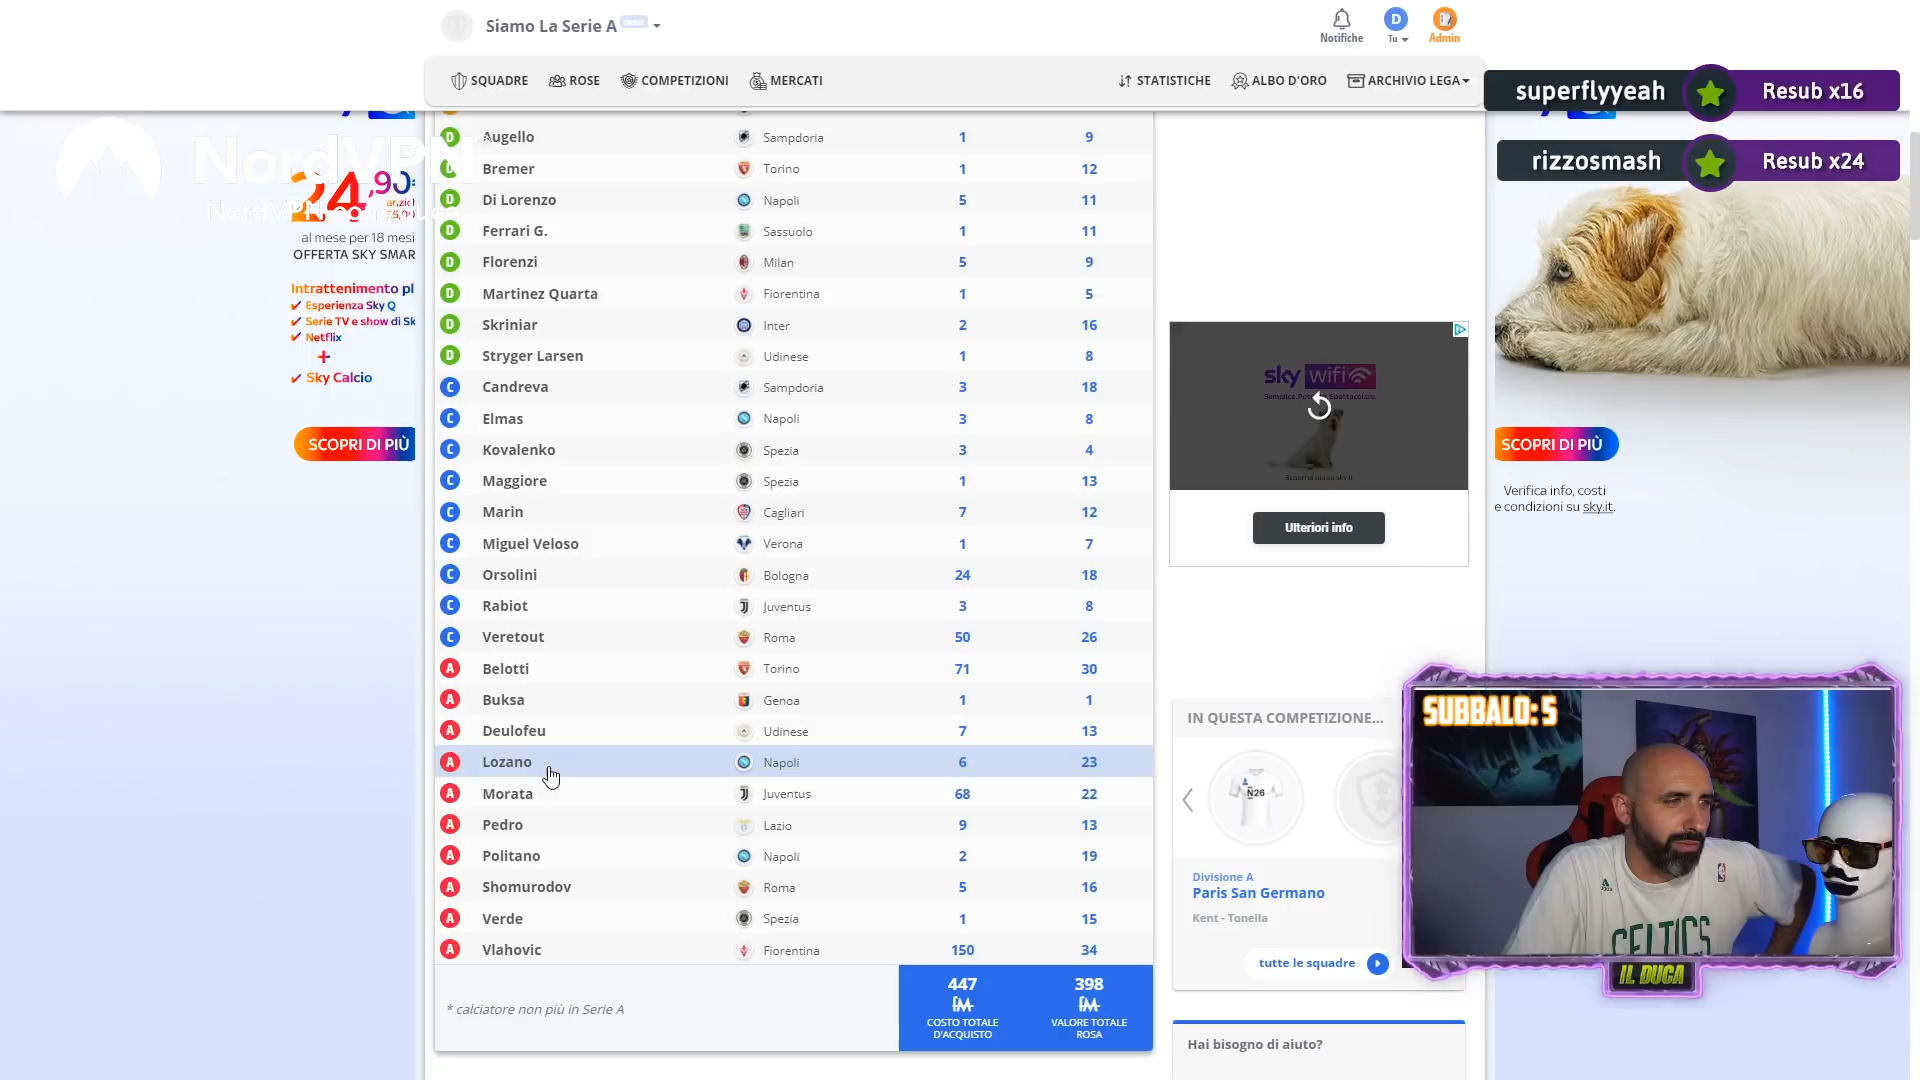 Siamo La Serie A
Notifiche
D
Tu
Admin
SQUADRE ROSE COMPETIZIONI MERCATI STATISTICHE ALBO D'ORO ARCHIVIO LEGA
superflyyeah Resub x16
rizzosmash Resub x24
NordVPN
24,90
al mese per 18 mesi
OFFERTA SKY SMAR
Intrattenimento pl
Esperienza Sky Q
Serie TV e show di Sk
Netflix
+
Sky Calcio
SCOPRI DI PIÙ
D Augello Sampdoria 1 9
D Bremer Torino 1 12
D Di Lorenzo Napoli 5 11
D Ferrari G. Sassuolo 1 11
D Florenzi Milan 5 9
D Martinez Quarta Fiorentina 1 5
D Skriniar Inter 2 16
D Stryger Larsen Udinese 1 8
C Candreva Sampdoria 3 18
C Elmas Napoli 3 8
C Kovalenko Spezia 3 4
C Maggiore Spezia 1 13
C Marin Cagliari 7 12
C Miguel Veloso Verona 1 7
C Orsolini Bologna 24 18
C Rabiot Juventus 3 8
C Veretout Roma 50 26
A Belotti Torino 71 30
A Buksa Genoa 1 1
A Deulofeu Udinese 7 13
A Lozano Napoli 6 23
A Morata Juventus 68 22
A Pedro Lazio 9 13
A Politano Napoli 2 19
A Shomurodov Roma 5 16
A Verde Spezia 1 15
A Vlahovic Fiorentina 150 34
* calciatore non più in Serie A
447
COSTO TOTALE
D'ACQUISTO
398
VALORE TOTALE
ROSA
sky wifi
Ulteriori info
SCOPRI DI PIÙ
Verifica info, costi
e condizioni su sky.it.
IN QUESTA COMPETIZIONE...
N26
Divisione A
Paris San Germano
Kent - Tonella
tutte le squadre
Hai bisogno di aiuto?
SUBBALO: 5
CELTICS
IL DUCA